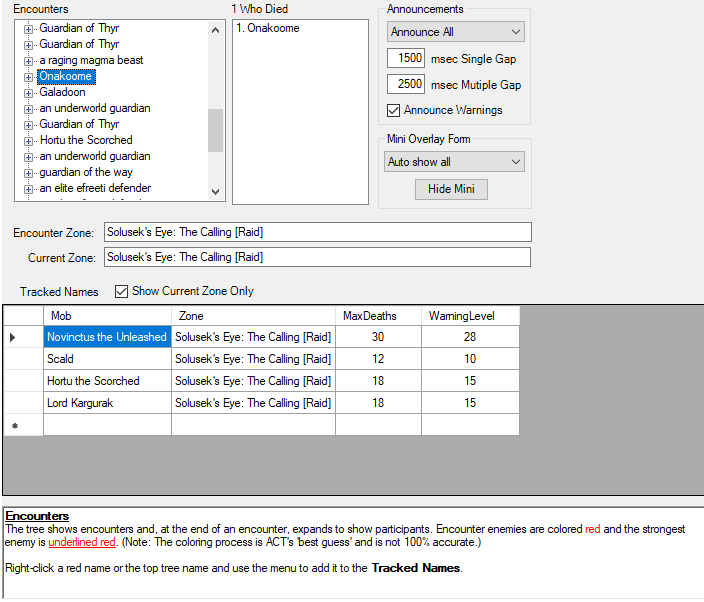 Encounters
Guardian of Thyr
Guardian of Thyr
a raging magma beast
Onakoome
Galadoon
an underworld guardian
Guardian of Thyr
Hortu the Scorched
an underworld guardian
guardian of the way
an elite efreeti defender
1 Who Died
1. Onakoome
Announcements
Announce All
1500 msec Single Gap
2500 msec Mutiple Gap
Announce Warnings
Mini Overlay Form
Auto show all
Hide Mini
Encounter Zone: Solusek's Eye: The Calling [Raid]
Current Zone: Solusek's Eye: The Calling [Raid]
Tracked Names Show Current Zone Only
Mob Zone MaxDeaths WarningLevel
Novinctus the Unleashed Solusek's Eye: The Calling [Raid] 30 28
Scald Solusek's Eye: The Calling [Raid] 12 10
Hortu the Scorched Solusek's Eye: The Calling [Raid] 18 15
Lord Kargurak Solusek's Eye: The Calling [Raid] 18 15
Encounters
The tree shows encounters and, at the end of an encounter, expands to show participants. Encounter enemies are colored red and the strongest
enemy is underlined red. (Note: The coloring process is ACT's 'best guess' and is not 100% accurate.)
Right-click a red name or the top tree name and use the menu to add it to the Tracked Names.